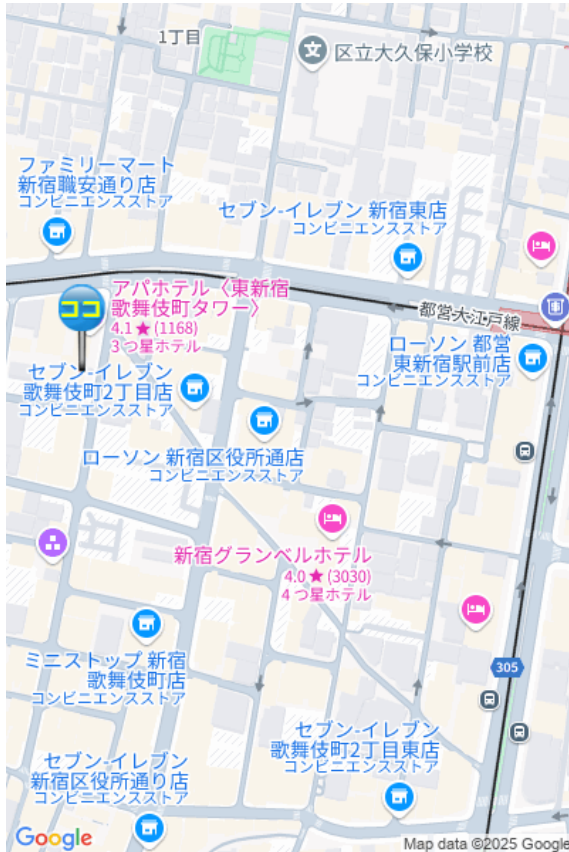 1丁目
区立大久保小学校
ファミリーマート
新宿職安通り店
コンビニエンスストア
セブン-イレブン 新宿東店
コンビニエンスストア
ココ
アパホテル〈東新宿
歌舞伎町タワー〉
4.1★(1168)
3つ星ホテル
都営大江戸線
ローソン 都営
東新宿駅前店
コンビニエンスストア
セブン-イレブン
歌舞伎町2丁目店
コンビニエンスストア
ローソン 新宿区役所通店
コンビニエンスストア
新宿グランベルホテル
4.0★(3030)
4つ星ホテル
ミニストップ 新宿
歌舞伎町店
コンビニエンスストア
305
セブン-イレブン
歌舞伎町2丁目東店
コンビニエンスストア
セブン-イレブン
新宿区役所通り店
コンビニエンスストア
Google
Map data ©2025 Google